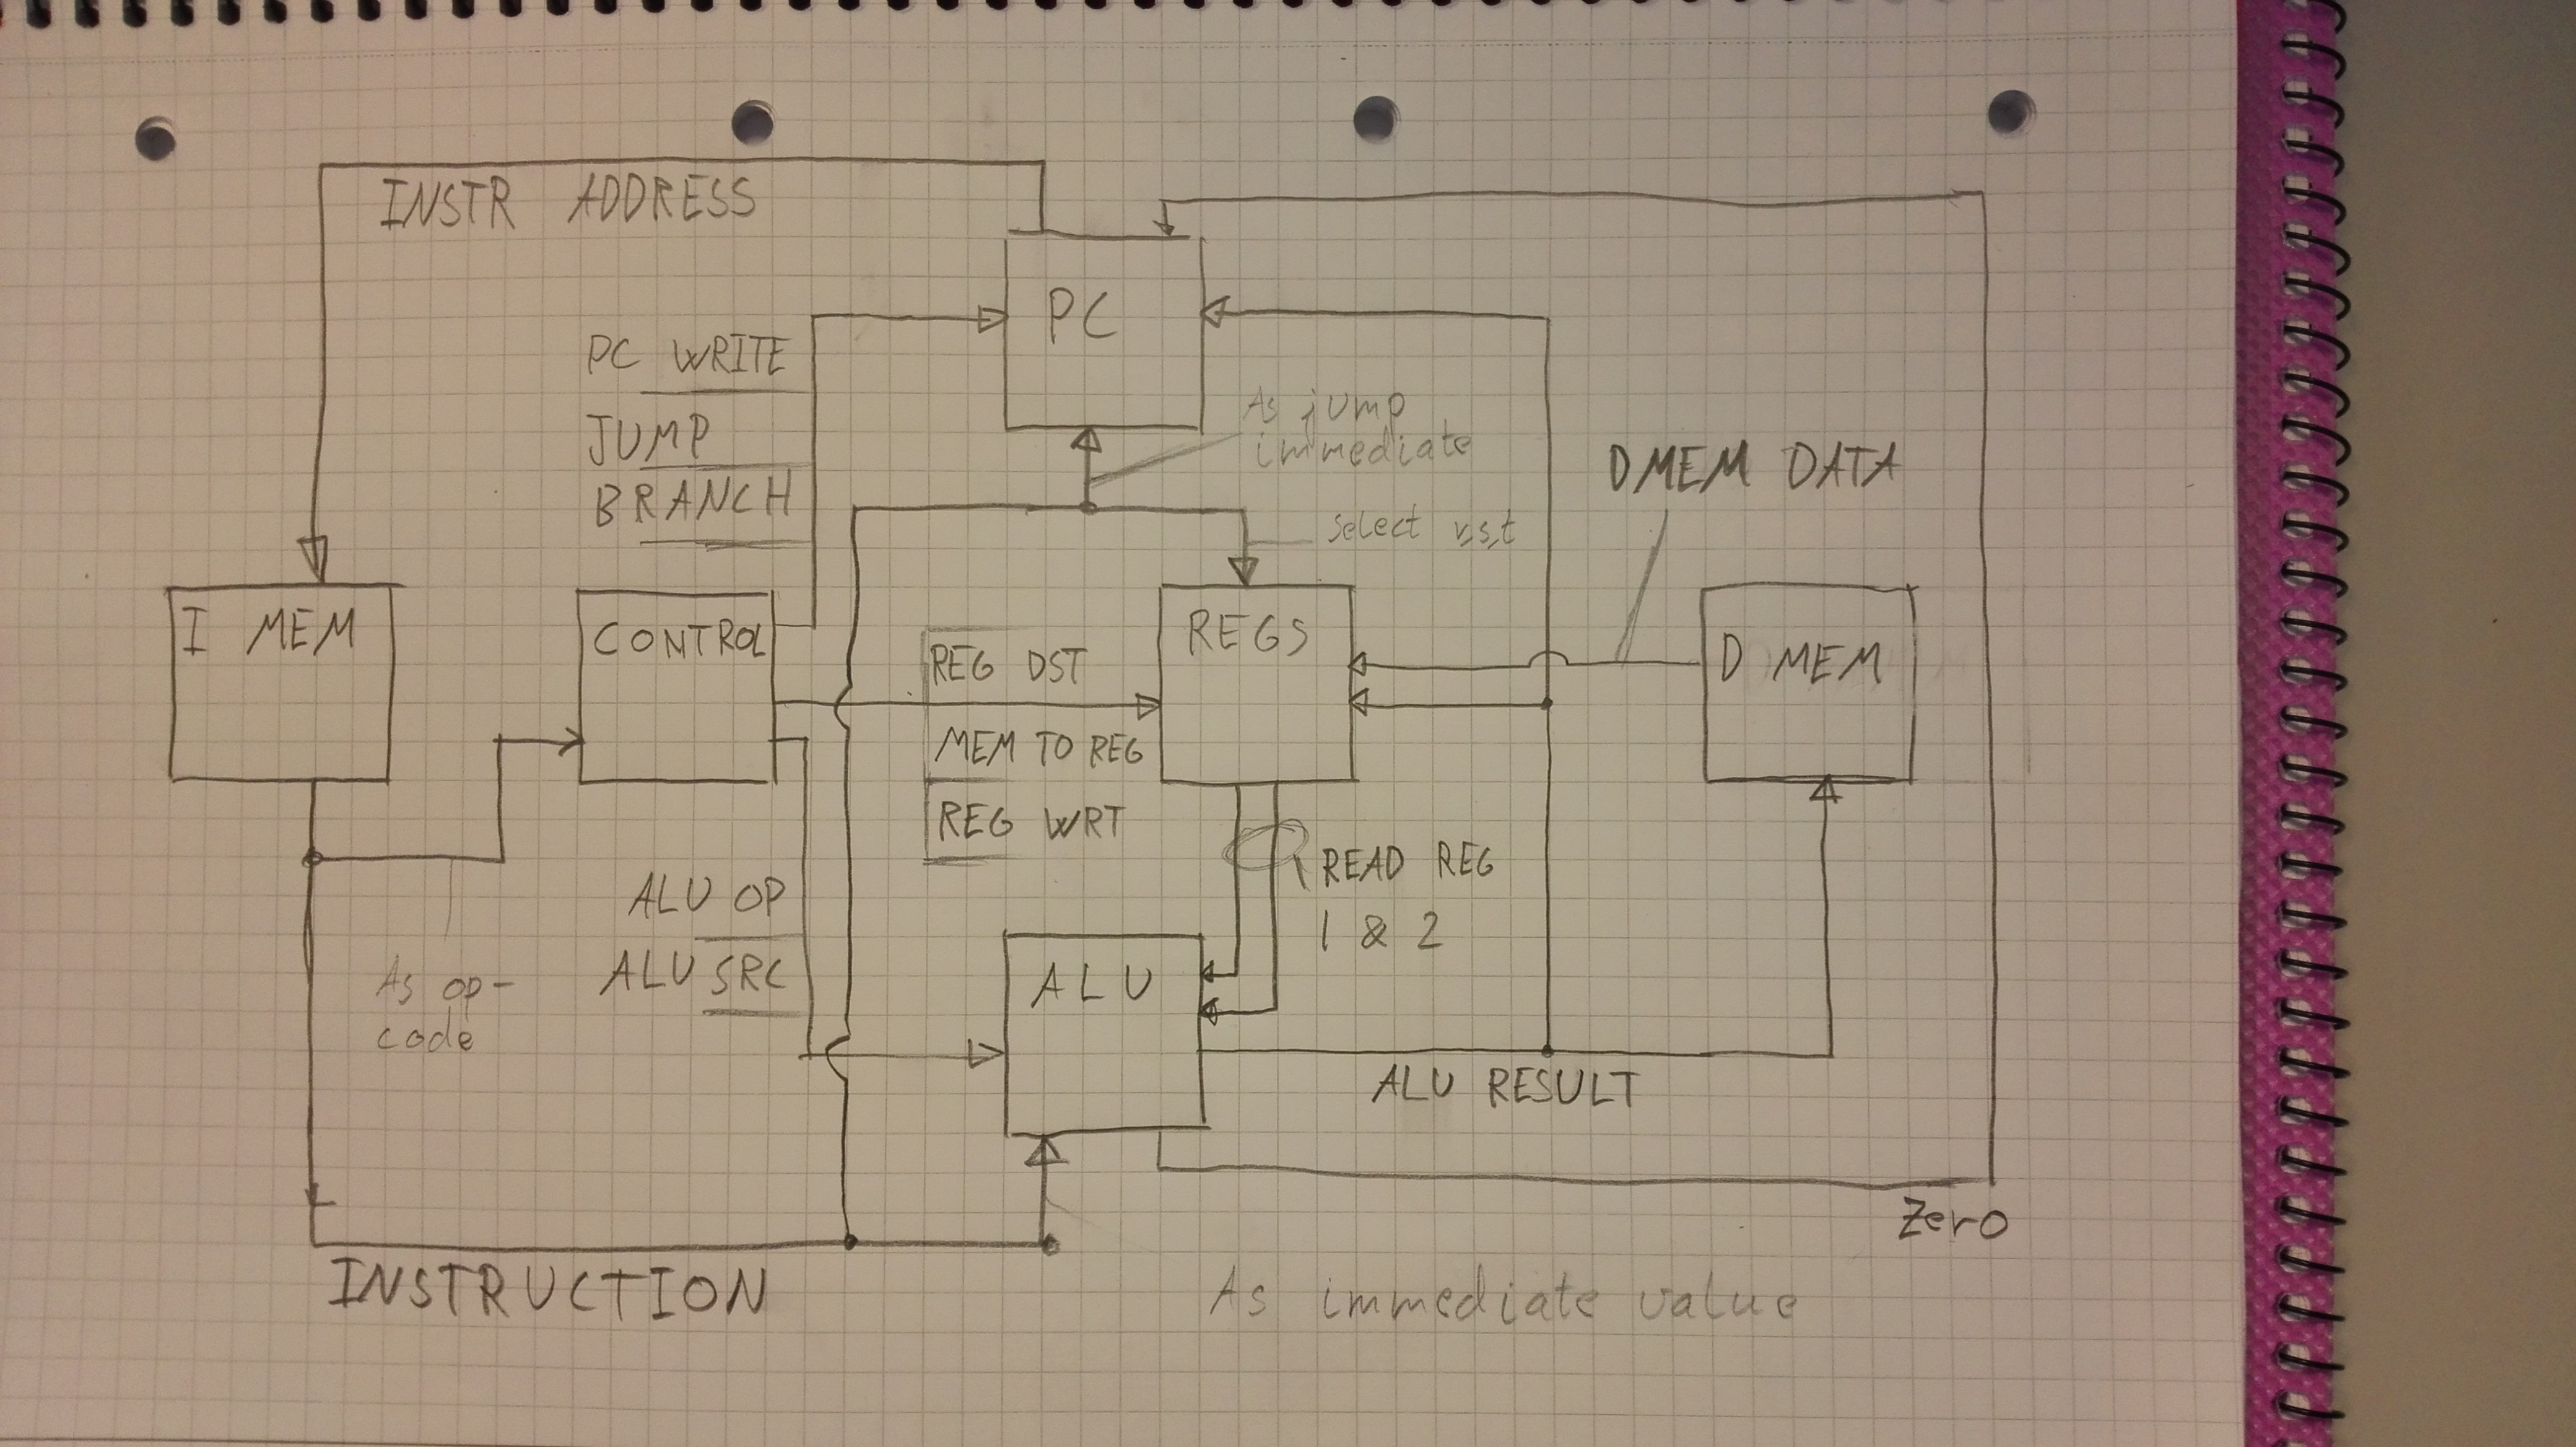 INSTR ADDRESS
PC
PC WRITE
JUMP
BRANCH
As jump
immediate
DMEM DATA
select r,s,t
I MEM
CONTROL
REG DST
MEM TO REG
REG WRT
REGS
D MEM
READ REG
1 & 2
ALU OP
ALU SRC
As op-
code
ALU
ALU RESULT
Zero
INSTRUCTION
As immediate value